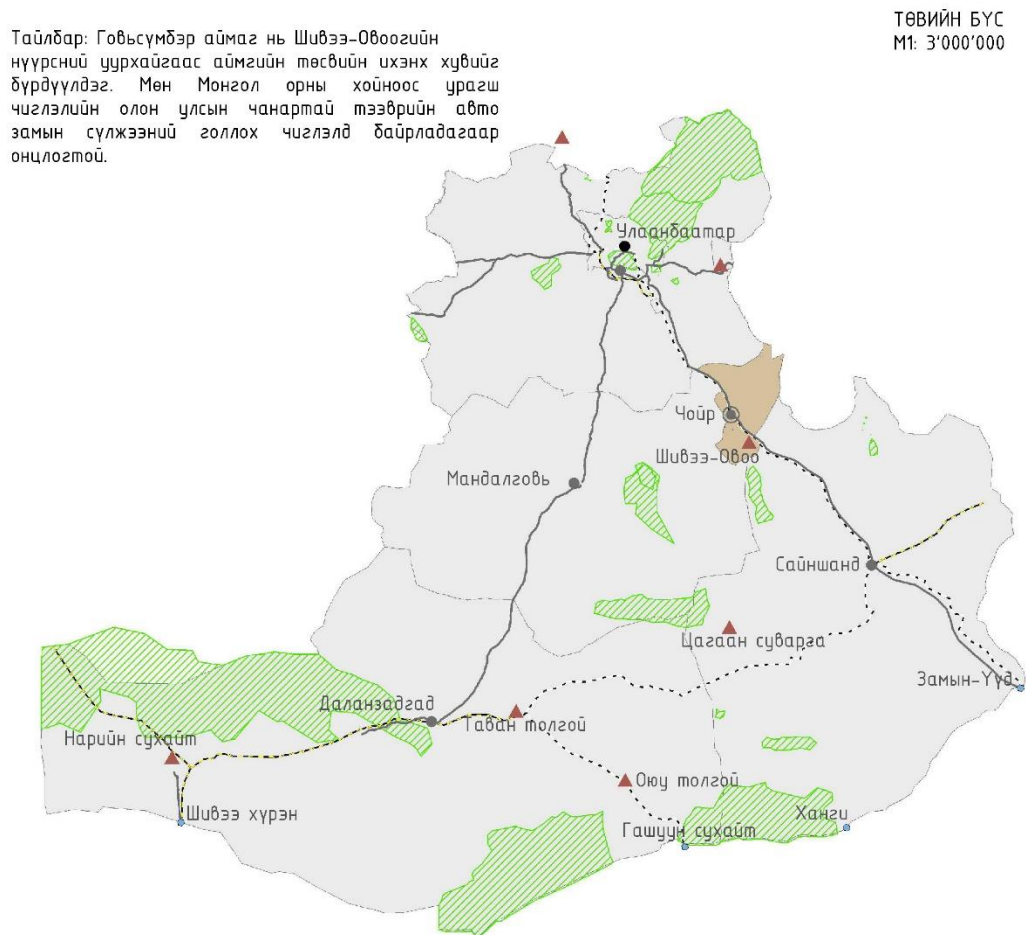 ТӨВИЙН БҮС
М1: 3'000'000
Тайлбар: Говьсүмбэр аймаг нь Шивээ-Овоогийн
нүүрсний уурхайгаас аймгийн төсвийн ихэнх хувийг
бүрдүүлдэг. Мөн Монгол орны хойноос урагш
чиглэлийн олон улсын чанартай тээврийн авто
замын сүлжээний голлох чиглэлд байрладагаар
онцлогтой.
Улаанбаатар
Чойр
Шивээ-Овоо
Мандалговь
Сайншанд
Цагаан суварга
Замын-Үүд
Даланзадгад
Таван толгой
Нарийн сухайт
Оюу толгой
Шивээ хүрэн
Ханги
Гашуун сухайт